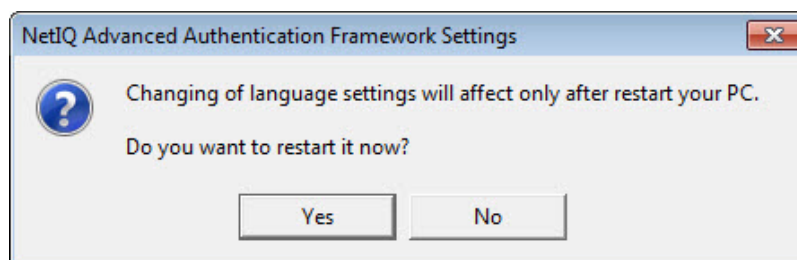 NetIQ Advanced Authentication Framework Settings
Changing of language settings will affect only after restart your PC.
Do you want to restart it now?
Yes No